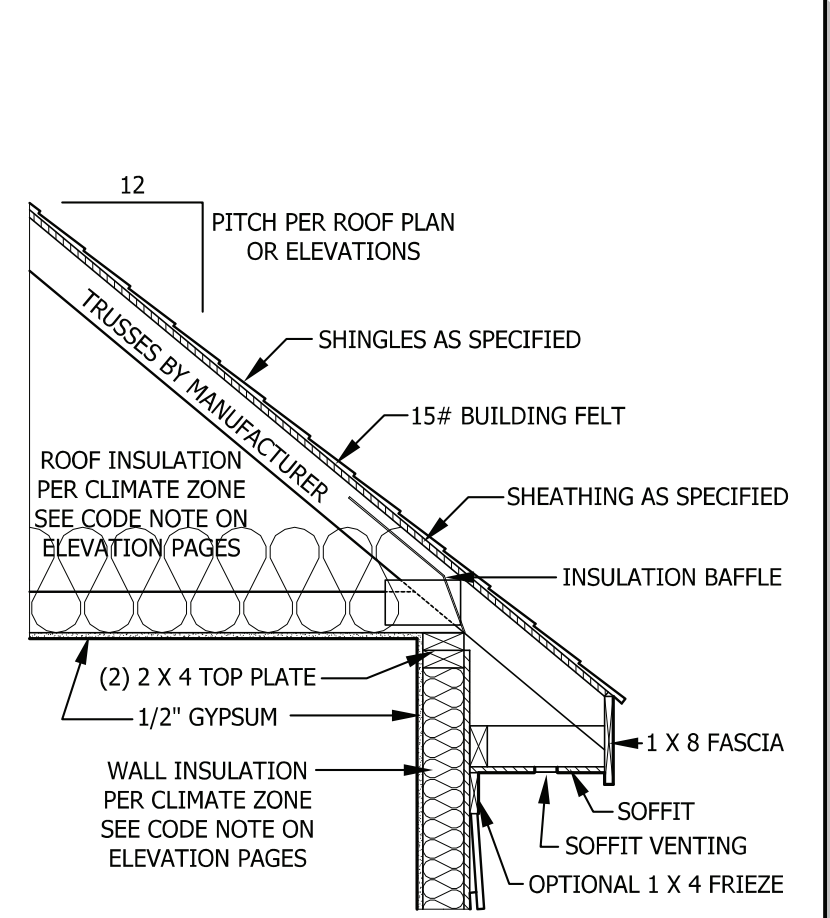 12
PITCH PER ROOF PLAN
OR ELEVATIONS
TRUSSES BY MANUFACTURER
SHINGLES AS SPECIFIED
15# BUILDING FELT
ROOF INSULATION
PER CLIMATE ZONE
SEE CODE NOTE ON
ELEVATION PAGES
SHEATHING AS SPECIFIED
INSULATION BAFFLE
(2) 2 X 4 TOP PLATE
1/2" GYPSUM
1 X 8 FASCIA
WALL INSULATION
PER CLIMATE ZONE
SEE CODE NOTE ON
ELEVATION PAGES
SOFFIT
SOFFIT VENTING
OPTIONAL 1 X 4 FRIEZE